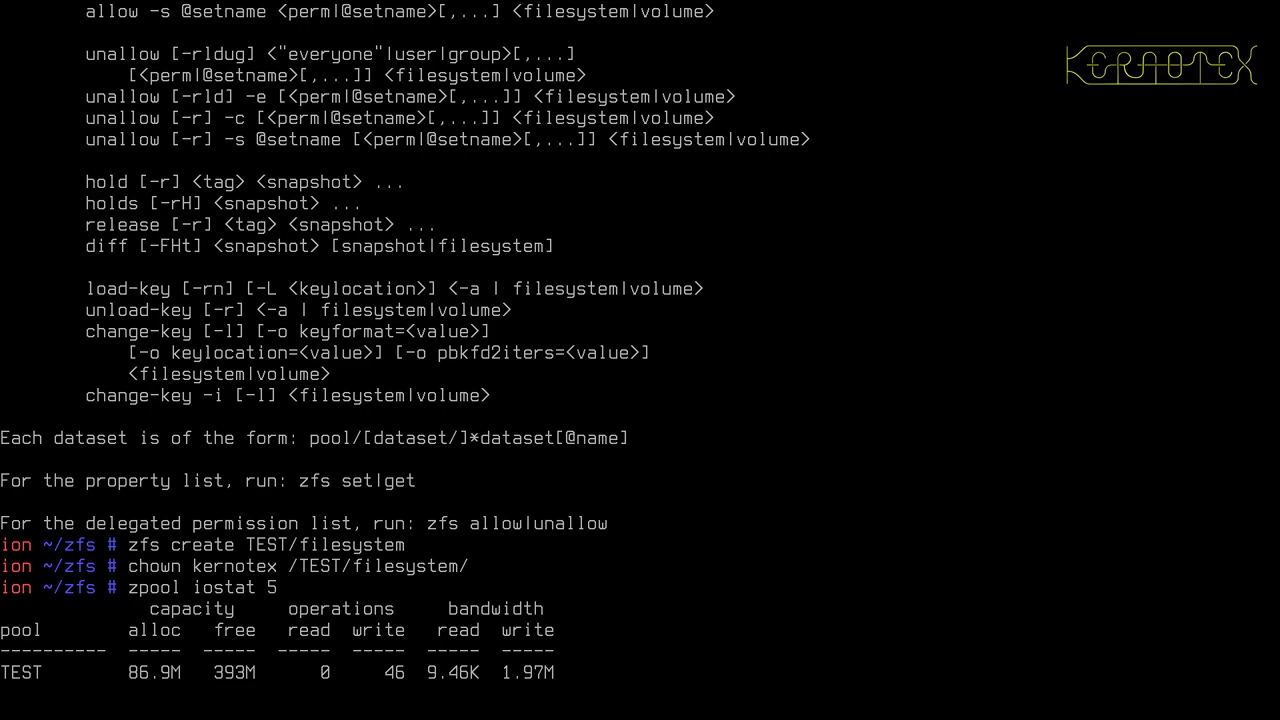 allow -s @setname <perm|@setname>[,...] <filesystem|volume>
unallow [-rldug] <"everyone"|user|group>[,...]
[<perm|@setname>[,...]] <filesystem|volume>
unallow [-rld] -e [<perm|@setname>[,...]] <filesystem|volume>
unallow [-r] -c [<perm|@setname>[,...]] <filesystem|volume>
unallow [-r] -s @setname [<perm|@setname>[,...]] <filesystem|volume>
hold [-r] <tag> <snapshot> ...
holds [-rH] <snapshot> ...
release [-r] <tag> <snapshot> ...
diff [-FHt] <snapshot> [snapshot|filesystem]
load-key [-rn] [-L <keylocation>] <-a | filesystem|volume>
unload-key [-r] <-a | filesystem|volume>
change-key [-l] [-o keyformat=<value>]
[-o keylocation=<value>] [-o pbkfd2iters=<value>]
<filesystem|volume>
change-key -i [-l] <filesystem|volume>
Each dataset is of the form: pool/[dataset/]*dataset[@name]
For the property list, run: zfs set|get
For the delegated permission list, run: zfs allow|unallow
ion ~/zfs # zfs create TEST/filesystem
ion ~/zfs # chown kernotex /TEST/filesystem/
ion ~/zfs # zpool iostat 5
capacity operations bandwidth
pool alloc free read write read write
---------- ----- ----- ----- ----- ----- -----
TEST 86.9M 393M 0 46 9.46K 1.97M
KERNOTEX